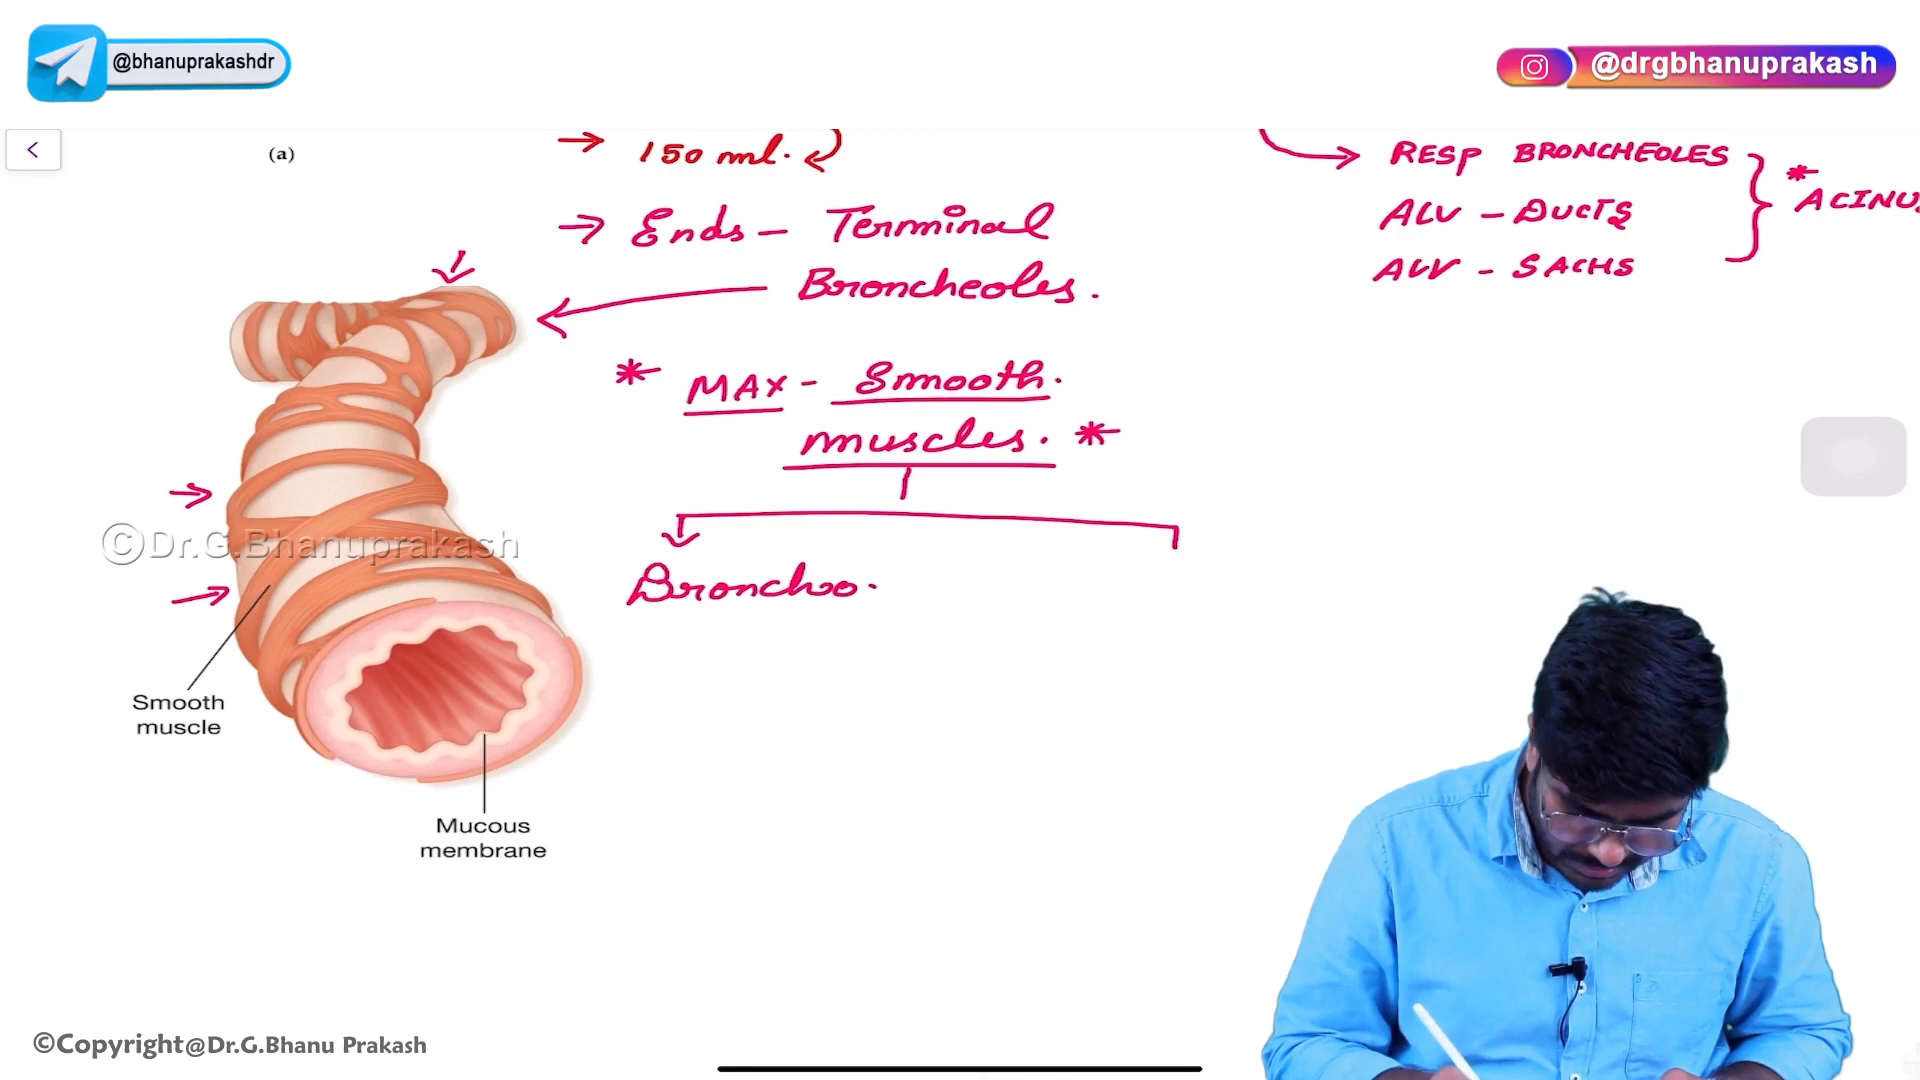 @bhanuprakashdr
@drgbhanuprakash
(a)
→ 150 ml.
→ Ends - Terminal
Broncheoles.
* MAX - Smooth.
muscles. *
Broncho.
RESP BRONCHEOLES
ALV - DUCTS
ALV - SACHS
* ACINUS
©Dr.G.Bhanuprakash
Smooth
muscle
Mucous
membrane
©Copyright@Dr.G.Bhanu Prakash